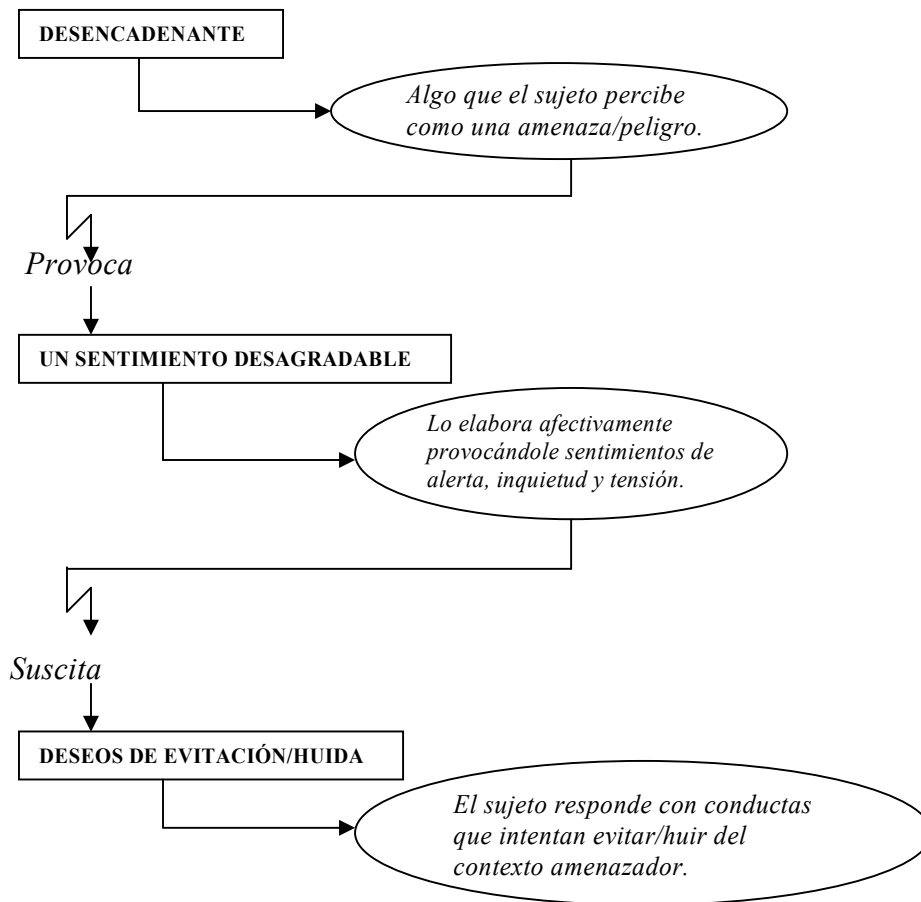 DESENCADENANTE
Algo que el sujeto percibe
como una amenaza/peligro.
Provoca
UN SENTIMIENTO DESAGRADABLE
Lo elabora afectivamente
provocándole sentimientos de
alerta, inquietud y tensión.
Suscita
DESEOS DE EVITACIÓN/HUIDA
El sujeto responde con conductas
que intentan evitar/huir del
contexto amenazador.